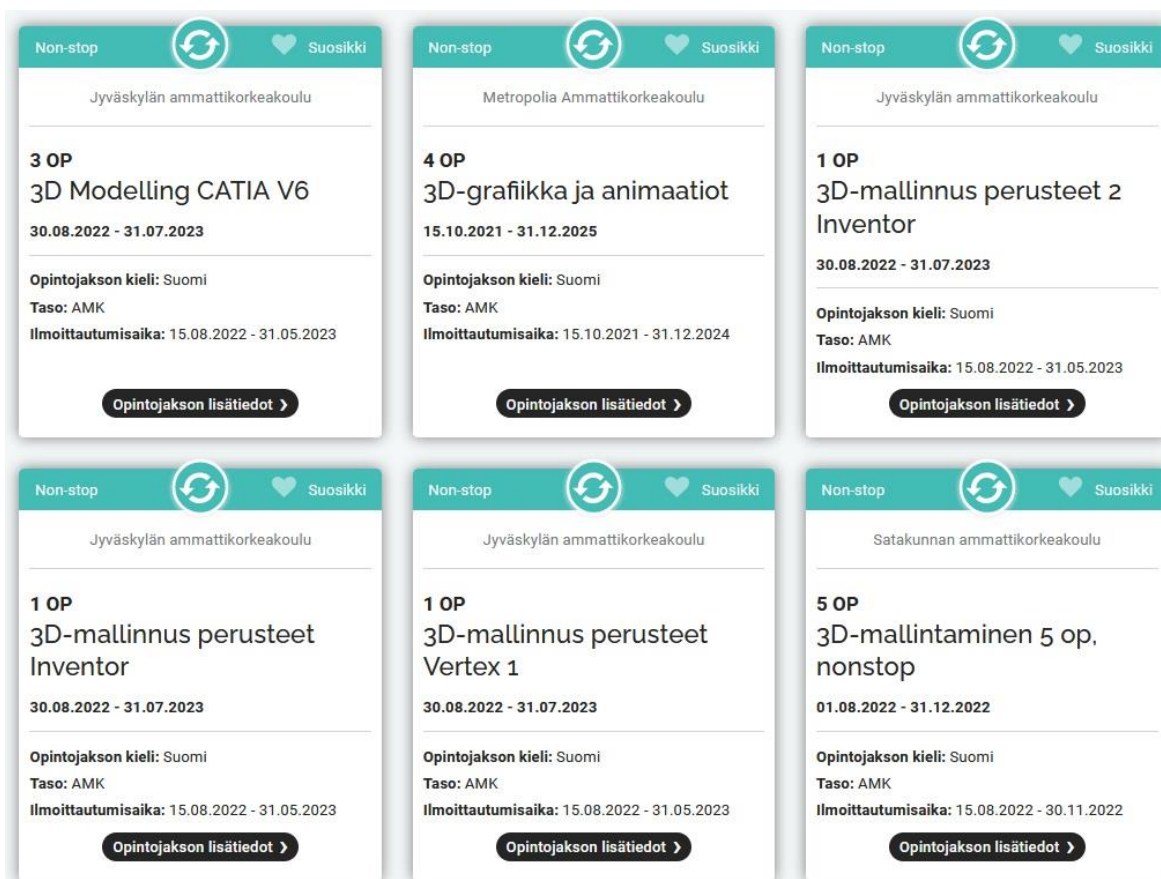 Non-stop
Suosikki
Jyväskylän ammattikorkeakoulu
3 OP
3D Modelling CATIA V6
30.08.2022 - 31.07.2023
Opintojakson kieli: Suomi
Taso: AMK
Ilmoittautumisaika: 15.08.2022 - 31.05.2023
Opintojakson lisätiedot ❯
Non-stop
Suosikki
Metropolia Ammattikorkeakoulu
4 OP
3D-grafiikka ja animaatiot
15.10.2021 - 31.12.2025
Opintojakson kieli: Suomi
Taso: AMK
Ilmoittautumisaika: 15.10.2021 - 31.12.2024
Opintojakson lisätiedot ❯
Non-stop
Suosikki
Jyväskylän ammattikorkeakoulu
1 OP
3D-mallinnus perusteet 2
Inventor
30.08.2022 - 31.07.2023
Opintojakson kieli: Suomi
Taso: AMK
Ilmoittautumisaika: 15.08.2022 - 31.05.2023
Opintojakson lisätiedot ❯
Non-stop
Suosikki
Jyväskylän ammattikorkeakoulu
1 OP
3D-mallinnus perusteet
Inventor
30.08.2022 - 31.07.2023
Opintojakson kieli: Suomi
Taso: AMK
Ilmoittautumisaika: 15.08.2022 - 31.05.2023
Opintojakson lisätiedot ❯
Non-stop
Suosikki
Jyväskylän ammattikorkeakoulu
1 OP
3D-mallinnus perusteet
Vertex 1
30.08.2022 - 31.07.2023
Opintojakson kieli: Suomi
Taso: AMK
Ilmoittautumisaika: 15.08.2022 - 31.05.2023
Opintojakson lisätiedot ❯
Non-stop
Suosikki
Satakunnan ammattikorkeakoulu
5 OP
3D-mallintaminen 5 op,
nonstop
01.08.2022 - 31.12.2022
Opintojakson kieli: Suomi
Taso: AMK
Ilmoittautumisaika: 15.08.2022 - 30.11.2022
Opintojakson lisätiedot ❯